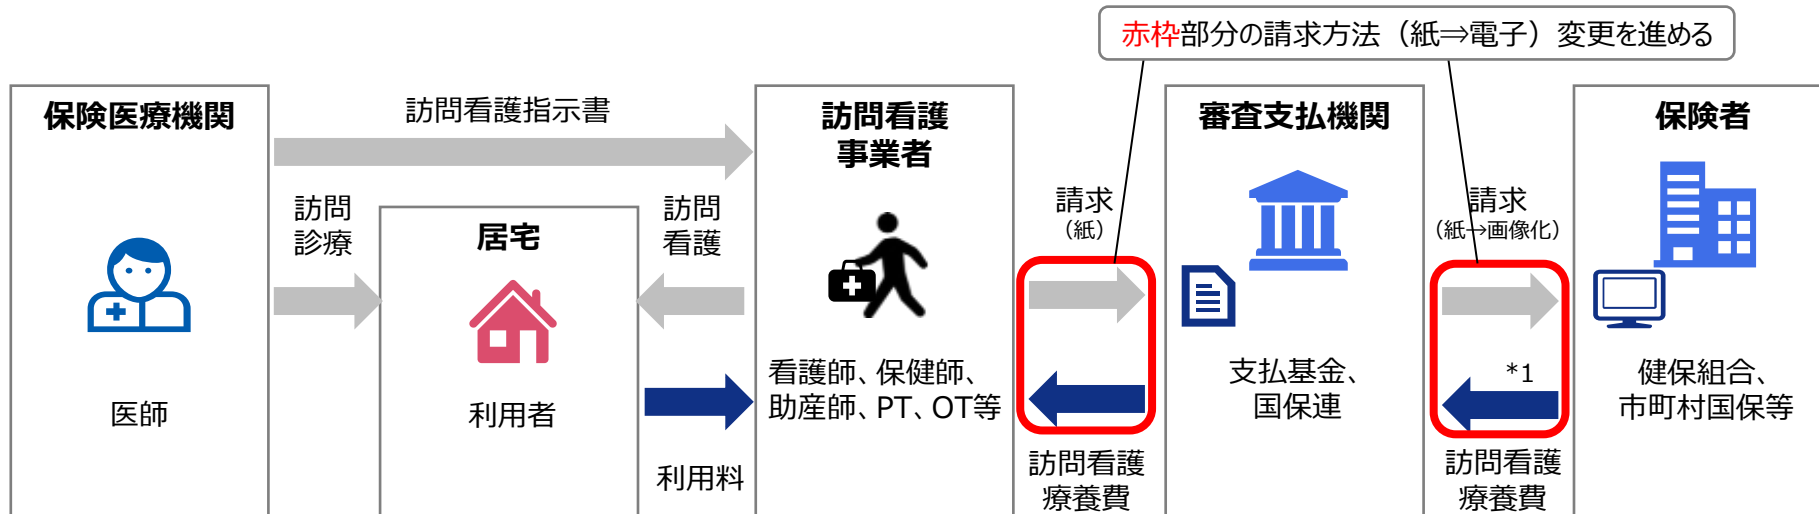 赤枠部分の請求方法（紙⇒電子）変更を進める
保険医療機関
訪問看護指示書
訪問看護
事業者
審査支払機関
保険者
訪問
診療
居宅
訪問
看護
請求
（紙）
請求
（紙→画像化）
医師
利用者
利用料
看護師、保健師、
助産師、PT、OT等
支払基金、
国保連
*1
健保組合、
市町村国保等
訪問看護
療養費
訪問看護
療養費